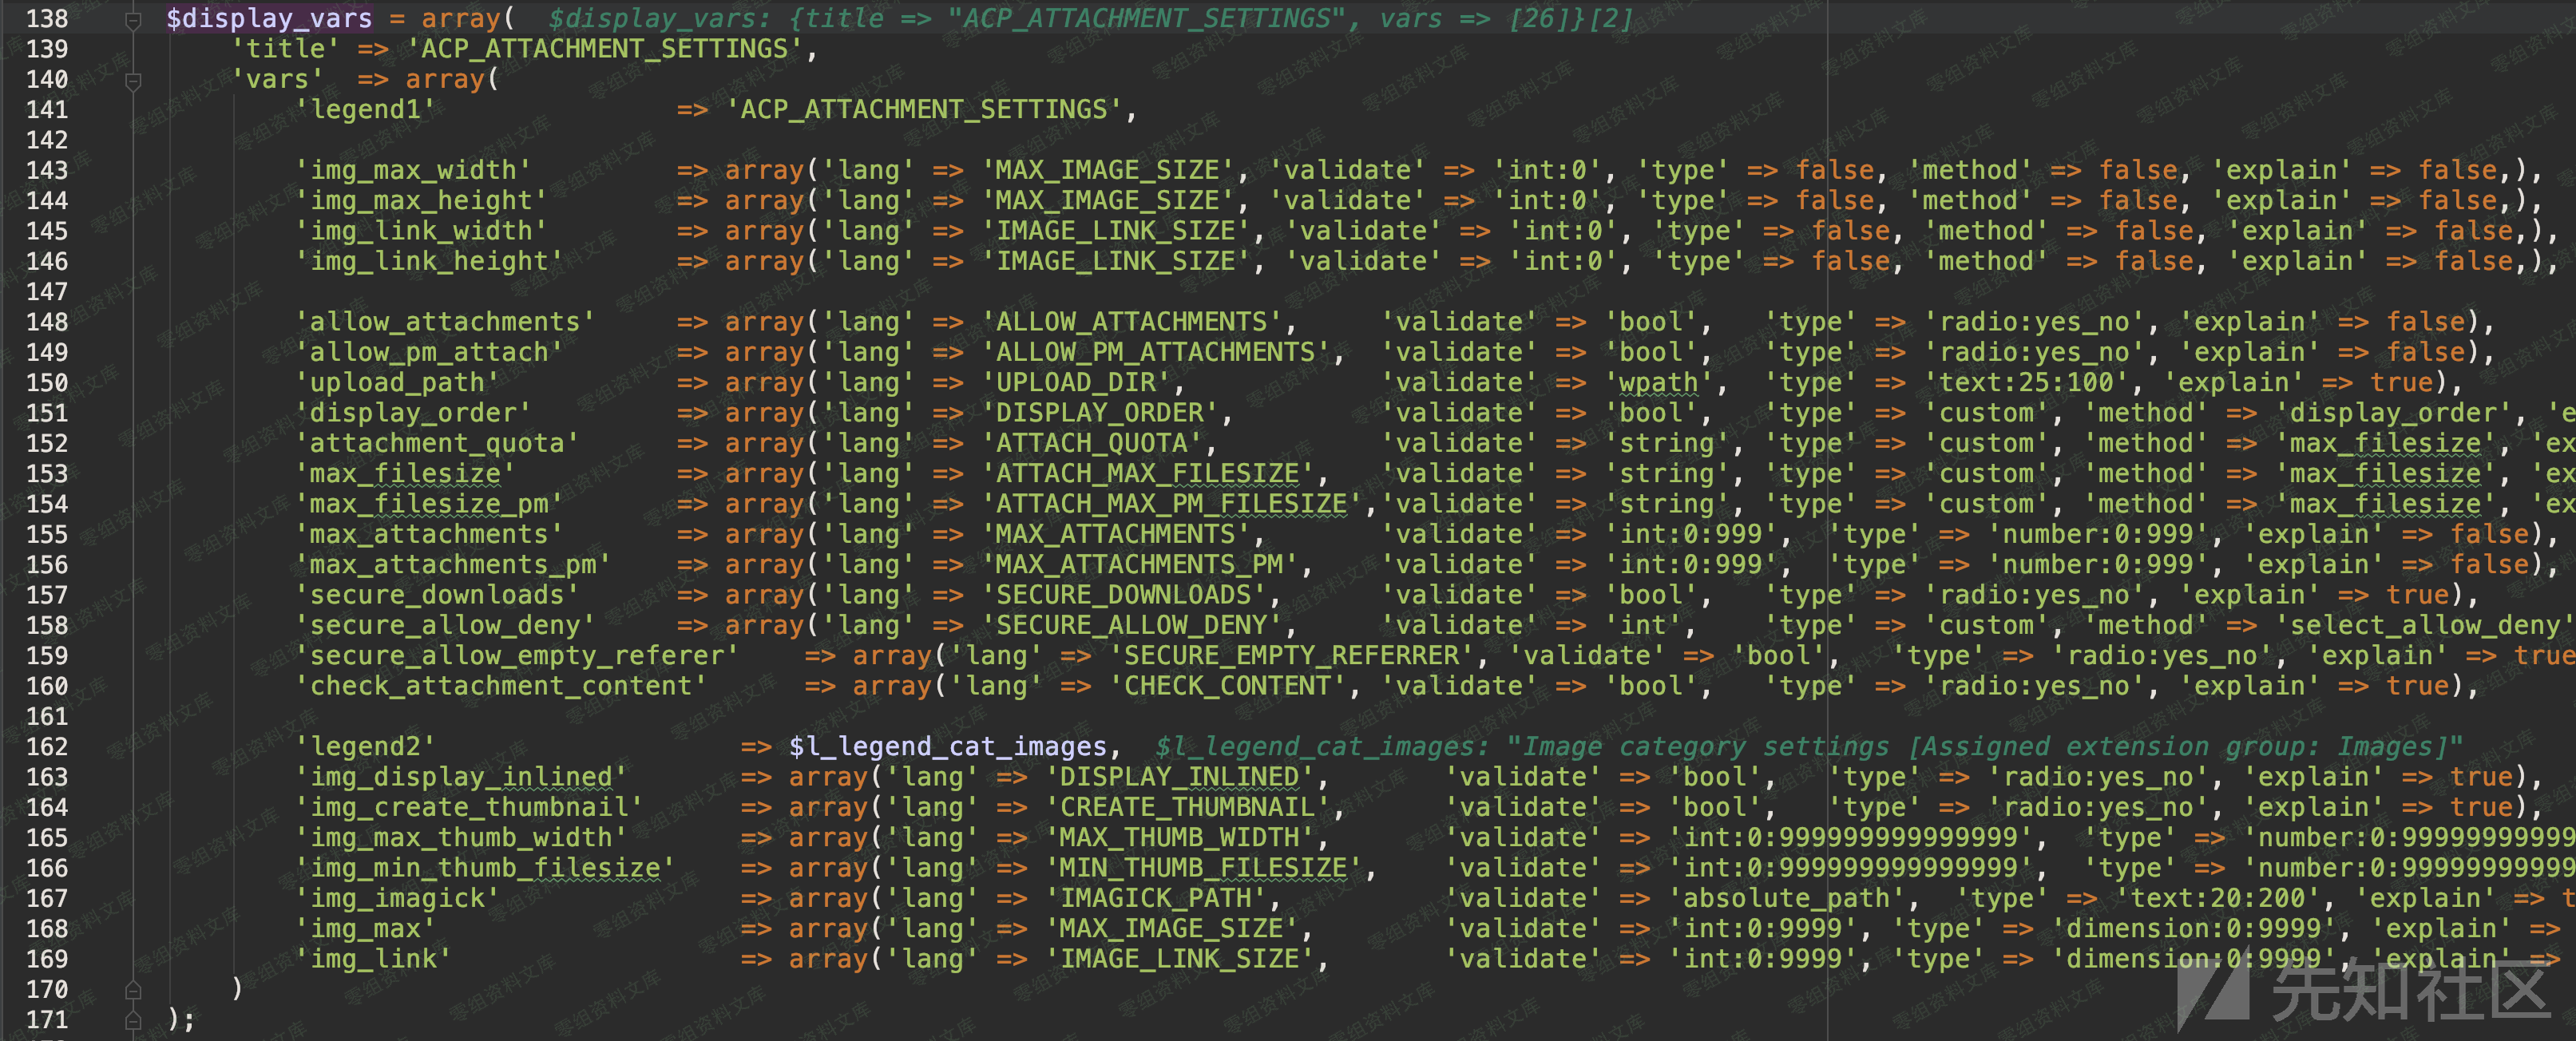 138 $display_vars = array(  $display_vars: {title => "ACP_ATTACHMENT_SETTINGS", vars => [26]}[2]
139 'title' => 'ACP_ATTACHMENT_SETTINGS',
140 'vars' => array(
141 'legend1' => 'ACP_ATTACHMENT_SETTINGS',
142
143 'img_max_width' => array('lang' => 'MAX_IMAGE_SIZE', 'validate' => 'int:0', 'type' => false, 'method' => false, 'explain' => false,),
144 'img_max_height' => array('lang' => 'MAX_IMAGE_SIZE', 'validate' => 'int:0', 'type' => false, 'method' => false, 'explain' => false,),
145 'img_link_width' => array('lang' => 'IMAGE_LINK_SIZE', 'validate' => 'int:0', 'type' => false, 'method' => false, 'explain' => false,),
146 'img_link_height' => array('lang' => 'IMAGE_LINK_SIZE', 'validate' => 'int:0', 'type' => false, 'method' => false, 'explain' => false,),
147
148 'allow_attachments' => array('lang' => 'ALLOW_ATTACHMENTS', 'validate' => 'bool', 'type' => 'radio:yes_no', 'explain' => false),
149 'allow_pm_attach' => array('lang' => 'ALLOW_PM_ATTACHMENTS', 'validate' => 'bool', 'type' => 'radio:yes_no', 'explain' => false),
150 'upload_path' => array('lang' => 'UPLOAD_DIR', 'validate' => 'wpath', 'type' => 'text:25:100', 'explain' => true),
151 'display_order' => array('lang' => 'DISPLAY_ORDER', 'validate' => 'bool', 'type' => 'custom', 'method' => 'display_order', 'e
152 'attachment_quota' => array('lang' => 'ATTACH_QUOTA', 'validate' => 'string', 'type' => 'custom', 'method' => 'max_filesize', 'ex
153 'max_filesize' => array('lang' => 'ATTACH_MAX_FILESIZE', 'validate' => 'string', 'type' => 'custom', 'method' => 'max_filesize', 'ex
154 'max_filesize_pm' => array('lang' => 'ATTACH_MAX_PM_FILESIZE', 'validate' => 'string', 'type' => 'custom', 'method' => 'max_filesize', 'ex
155 'max_attachments' => array('lang' => 'MAX_ATTACHMENTS', 'validate' => 'int:0:999', 'type' => 'number:0:999', 'explain' => false),
156 'max_attachments_pm' => array('lang' => 'MAX_ATTACHMENTS_PM', 'validate' => 'int:0:999', 'type' => 'number:0:999', 'explain' => false),
157 'secure_downloads' => array('lang' => 'SECURE_DOWNLOADS', 'validate' => 'bool', 'type' => 'radio:yes_no', 'explain' => true),
158 'secure_allow_deny' => array('lang' => 'SECURE_ALLOW_DENY', 'validate' => 'int', 'type' => 'custom', 'method' => 'select_allow_deny'
159 'secure_allow_empty_referer' => array('lang' => 'SECURE_EMPTY_REFERRER', 'validate' => 'bool', 'type' => 'radio:yes_no', 'explain' => true
160 'check_attachment_content' => array('lang' => 'CHECK_CONTENT', 'validate' => 'bool', 'type' => 'radio:yes_no', 'explain' => true),
161
162 'legend2' => $l_legend_cat_images,  $l_legend_cat_images: "Image category settings [Assigned extension group: Images]"
163 'img_display_inlined' => array('lang' => 'DISPLAY_INLINED', 'validate' => 'bool', 'type' => 'radio:yes_no', 'explain' => true),
164 'img_create_thumbnail' => array('lang' => 'CREATE_THUMBNAIL', 'validate' => 'bool', 'type' => 'radio:yes_no', 'explain' => true),
165 'img_max_thumb_width' => array('lang' => 'MAX_THUMB_WIDTH', 'validate' => 'int:0:999999999999999', 'type' => 'number:0:99999999999
166 'img_min_thumb_filesize' => array('lang' => 'MIN_THUMB_FILESIZE', 'validate' => 'int:0:999999999999999', 'type' => 'number:0:99999999999
167 'img_imagick' => array('lang' => 'IMAGICK_PATH', 'validate' => 'absolute_path', 'type' => 'text:20:200', 'explain' => t
168 'img_max' => array('lang' => 'MAX_IMAGE_SIZE', 'validate' => 'int:0:9999', 'type' => 'dimension:0:9999', 'explain' =>
169 'img_link' => array('lang' => 'IMAGE_LINK_SIZE', 'validate' => 'int:0:9999', 'type' => 'dimension:0:9999', 'explain' =>
170 )
171 );
先知社区